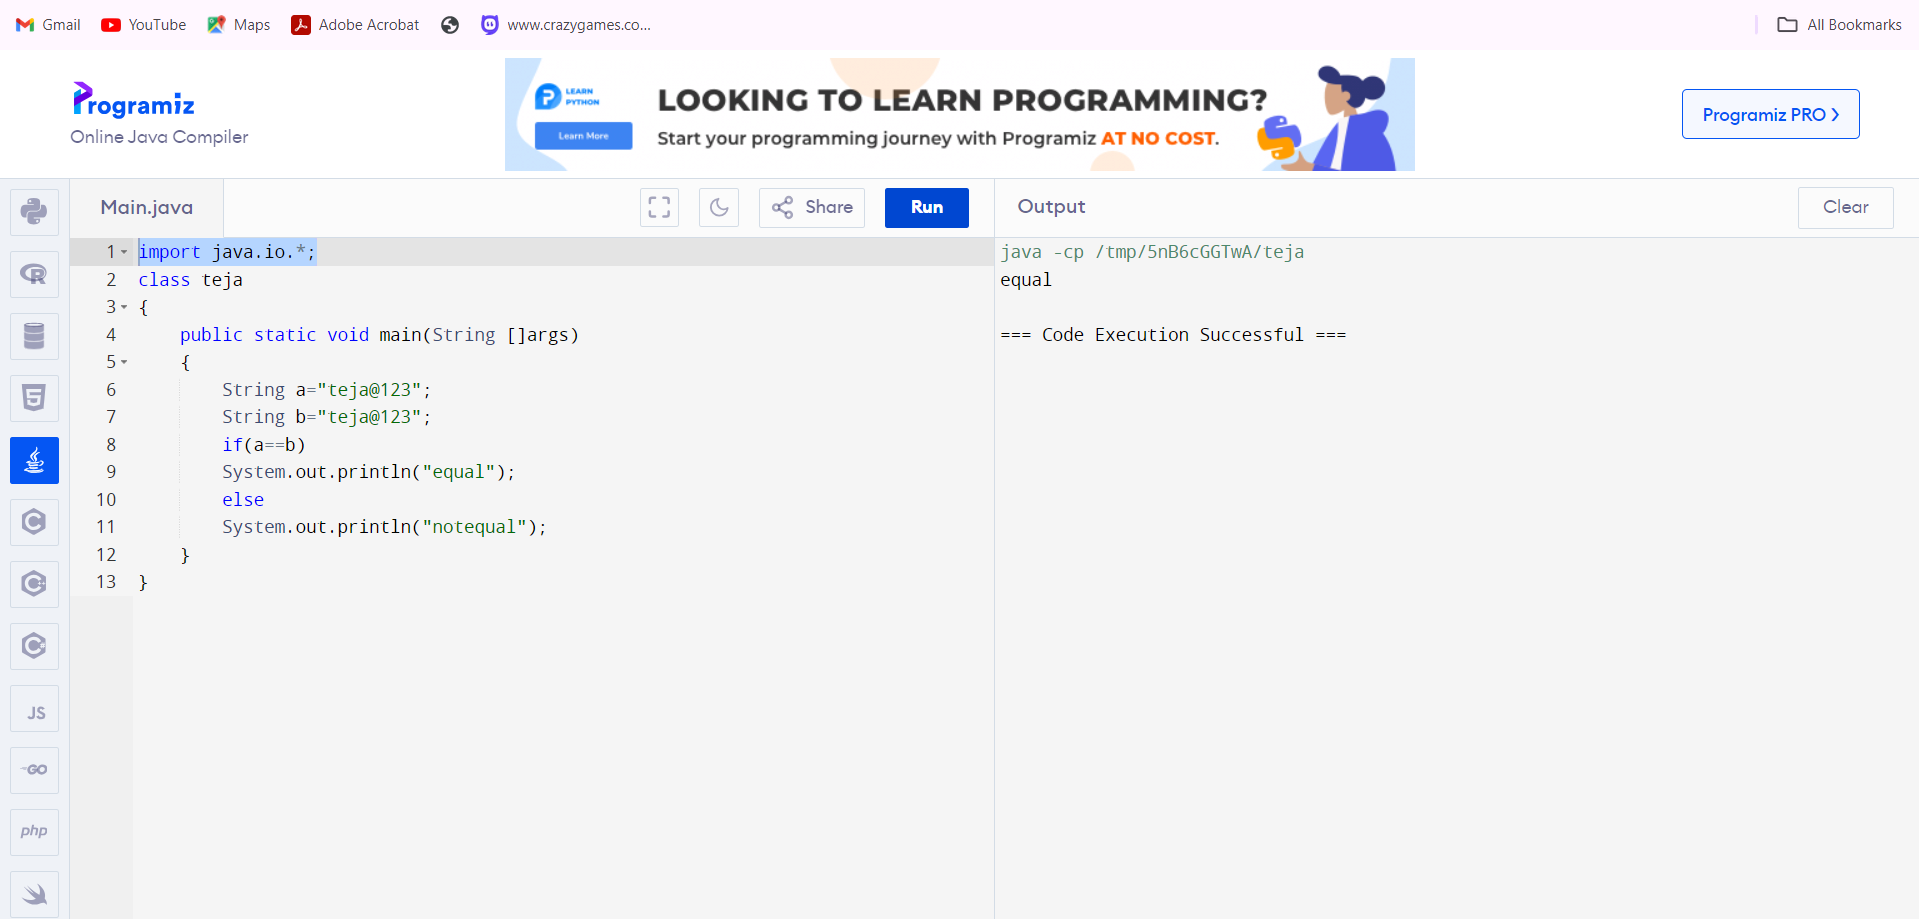 Gmail YouTube Maps Adobe Acrobat www.crazygames.co... All Bookmarks
Programiz
Online Java Compiler
LEARN
PYTHON
Learn More
LOOKING TO LEARN PROGRAMMING?
Start your programming journey with Programiz AT NO COST.
Programiz PRO >
Main.java Share Run
1 import java.io.*;
2 class teja
3 {
4 public static void main(String []args)
5 {
6 String a="teja@123";
7 String b="teja@123";
8 if(a==b)
9 System.out.println("equal");
10 else
11 System.out.println("notequal");
12 }
13 }
Output Clear
java -cp /tmp/5nB6cGGTwA/teja
equal
=== Code Execution Successful ===
JS
GO
php